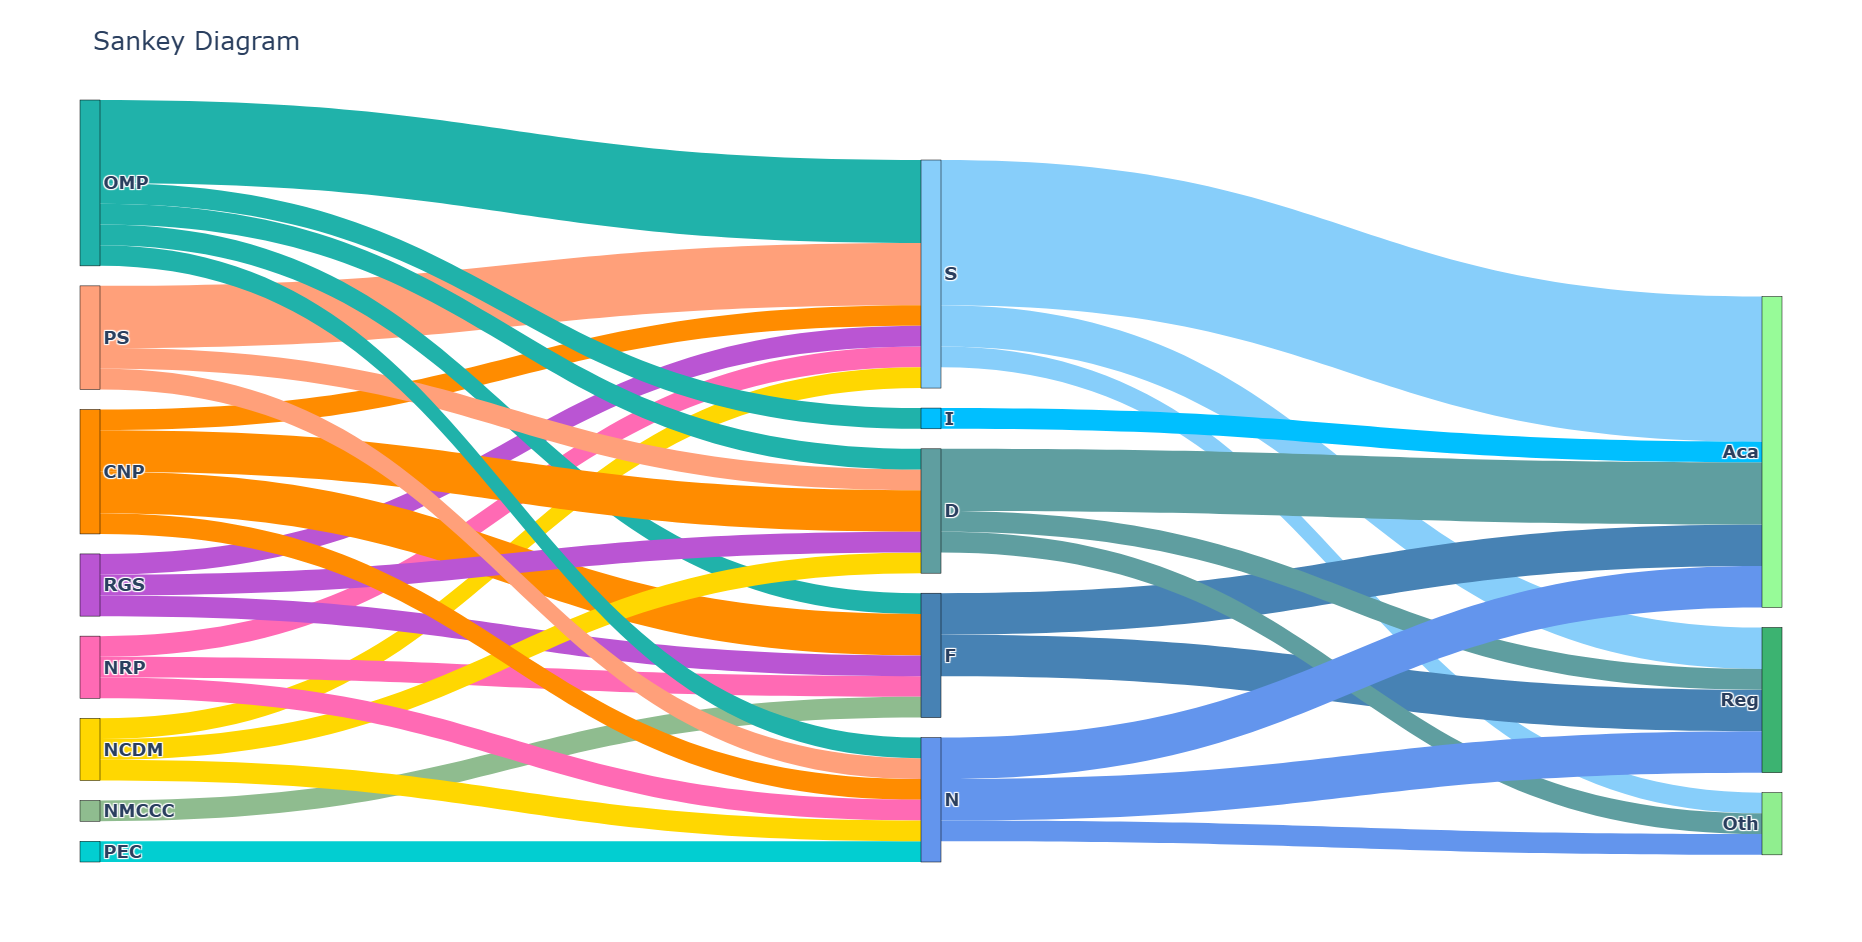 Sankey Diagram
OMP
PS
CNP
RGS
NRP
NCDM
NMCCC
PEC
S
I
D
F
N
Aca
Reg
Oth